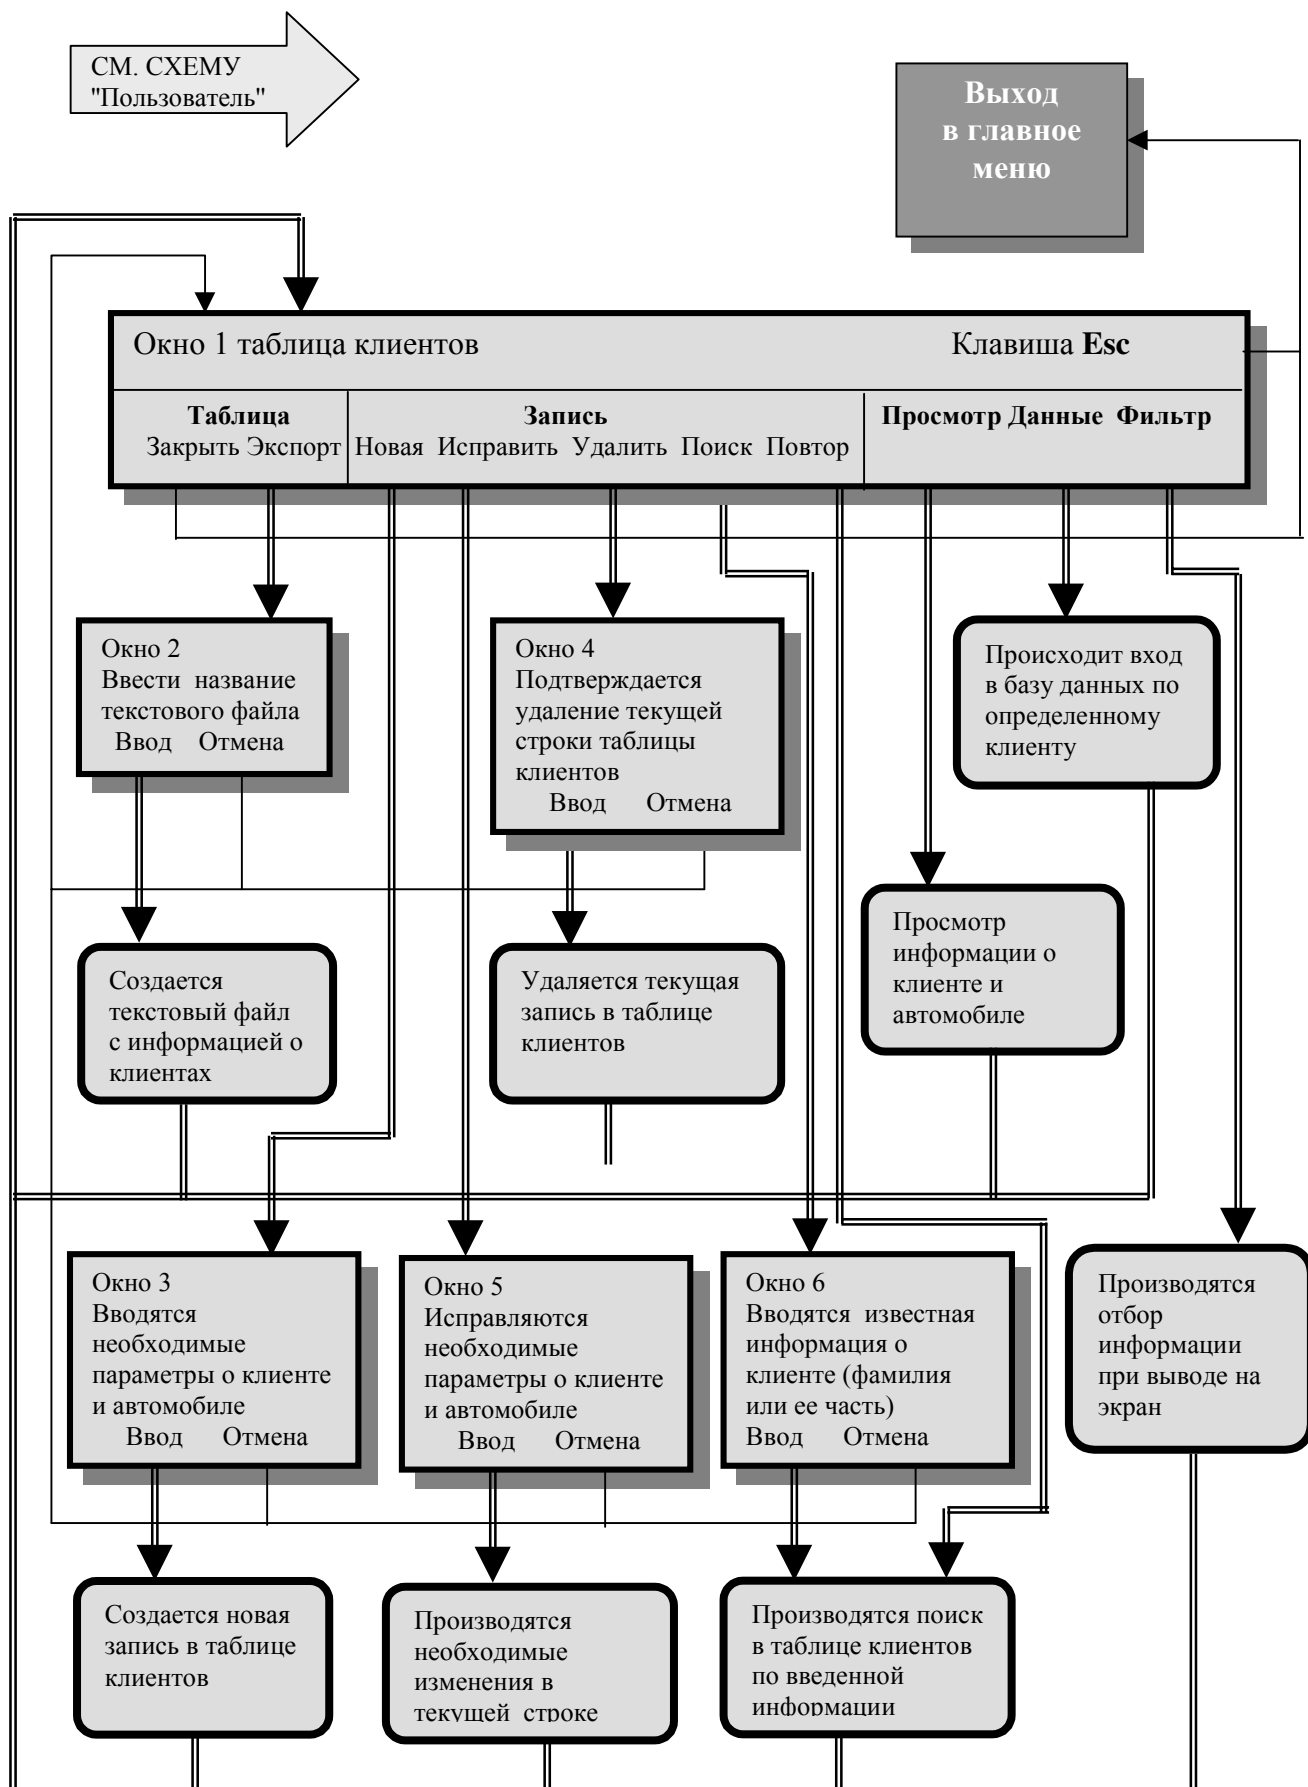 СМ. СХЕМУ
"Пользователь"
Выход
в главное
меню
Окно 1 таблица клиентов Клавиша Esc
Таблица Запись Просмотр Данные Фильтр
Закрыть Экспорт Новая Исправить Удалить Поиск Повтор
Окно 2
Ввести название
текстового файла
Ввод Отмена
Окно 4
Подтверждается
удаление текущей
строки таблицы
клиентов
Ввод Отмена
Происходит вход
в базу данных по
определенному
клиенту
Просмотр
информации о
клиенте и
автомобиле
Создается
текстовый файл
с информацией о
клиентах
Удаляется текущая
запись в таблице
клиентов
Окно 3
Вводятся
необходимые
параметры о клиенте
и автомобиле
Ввод Отмена
Окно 5
Исправляются
необходимые
параметры о клиенте
и автомобиле
Ввод Отмена
Окно 6
Вводятся известная
информация о
клиенте (фамилия
или ее часть)
Ввод Отмена
Производятся
отбор
информации
при выводе на
экран
Создается новая
запись в таблице
клиентов
Производятся
необходимые
изменения в
текущей строке
Производятся поиск
в таблице клиентов
по введенной
информации